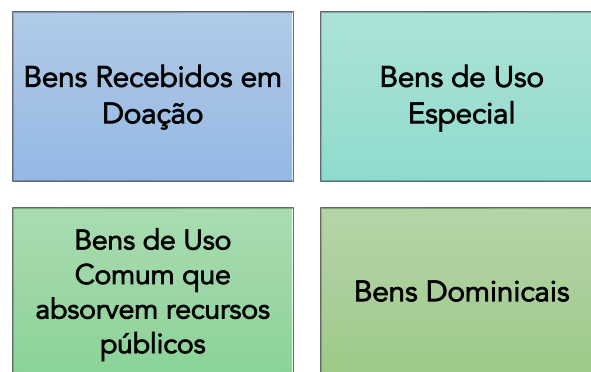 Bens Recebidos em
Doação
Bens de Uso
Especial
Bens de Uso
Comum que
absorvem recursos
públicos
Bens Dominicais